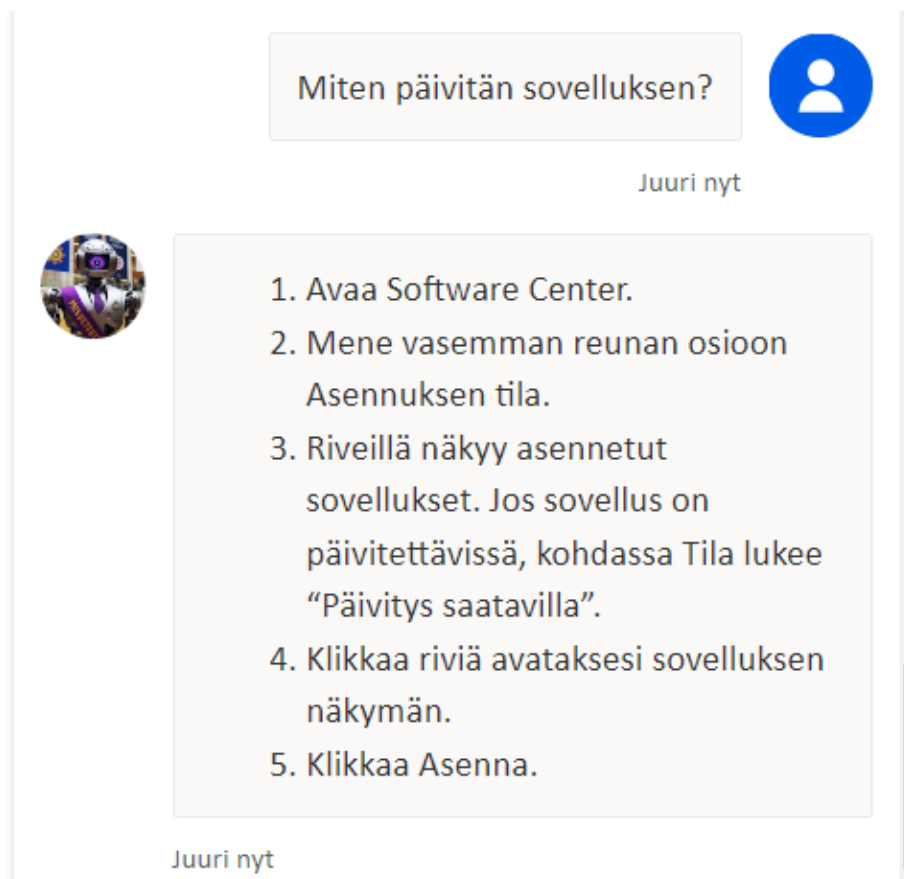 Miten päivitän sovelluksen?
Juuri nyt
1. Avaa Software Center.
2. Mene vasemman reunan osioon
Asennuksen tila.
3. Riveillä näkyy asennetut
sovellukset. Jos sovellus on
päivitettävissä, kohdassa Tila lukee
“Päivitys saatavilla”.
4. Klikkaa riviä avataksesi sovelluksen
näkymän.
5. Klikkaa Asenna.
Juuri nyt